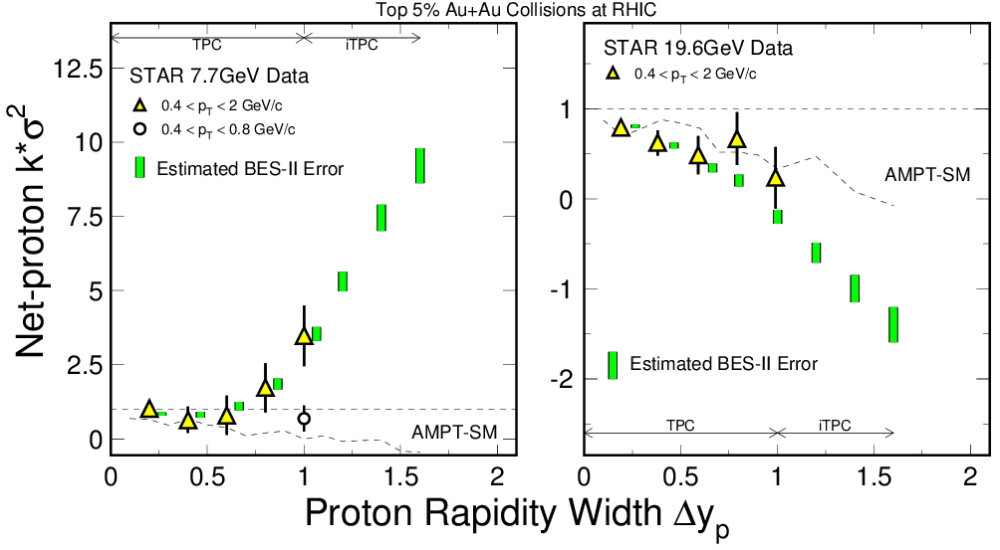 Top 5% Au+Au Collisions at RHIC
TPC
iTPC
STAR 7.7GeV Data
0.4 < pT < 2 GeV/c
0.4 < pT < 0.8 GeV/c
Estimated BES-II Error
AMPT-SM
12.5
10
7.5
5
2.5
0
0
0.5
1
1.5
2
Net-proton k*σ²
STAR 19.6GeV Data
0.4 < pT < 2 GeV/c
AMPT-SM
Estimated BES-II Error
TPC
iTPC
1
0
-1
-2
0
0.5
1
1.5
2
Proton Rapidity Width Δyp